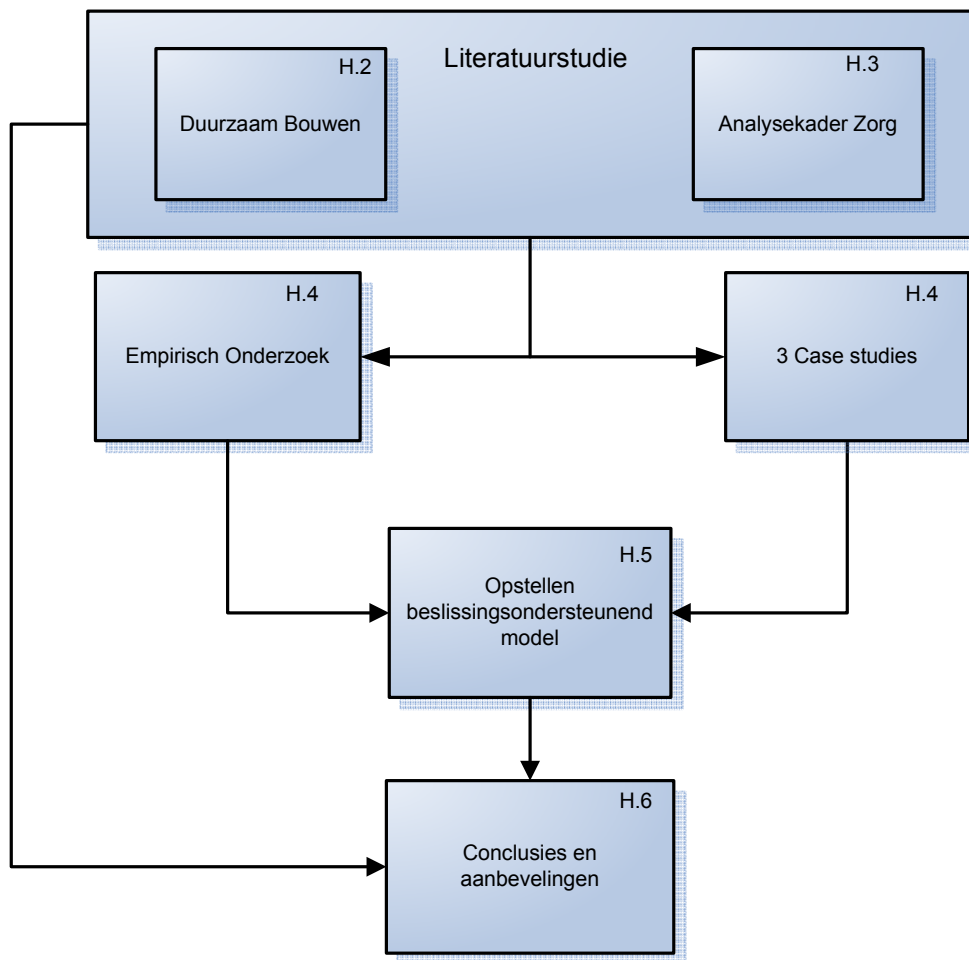 Literatuurstudie
H.2
Duurzaam Bouwen
H.3
Analysekader Zorg
H.4
Empirisch Onderzoek
H.4
3 Case studies
H.5
Opstellen
beslissingsondersteunend
model
H.6
Conclusies en
aanbevelingen